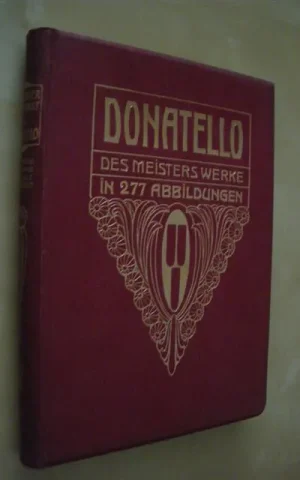 DONATELLO
DES MEISTERS WERKE
IN 277 ABBILDUNGEN